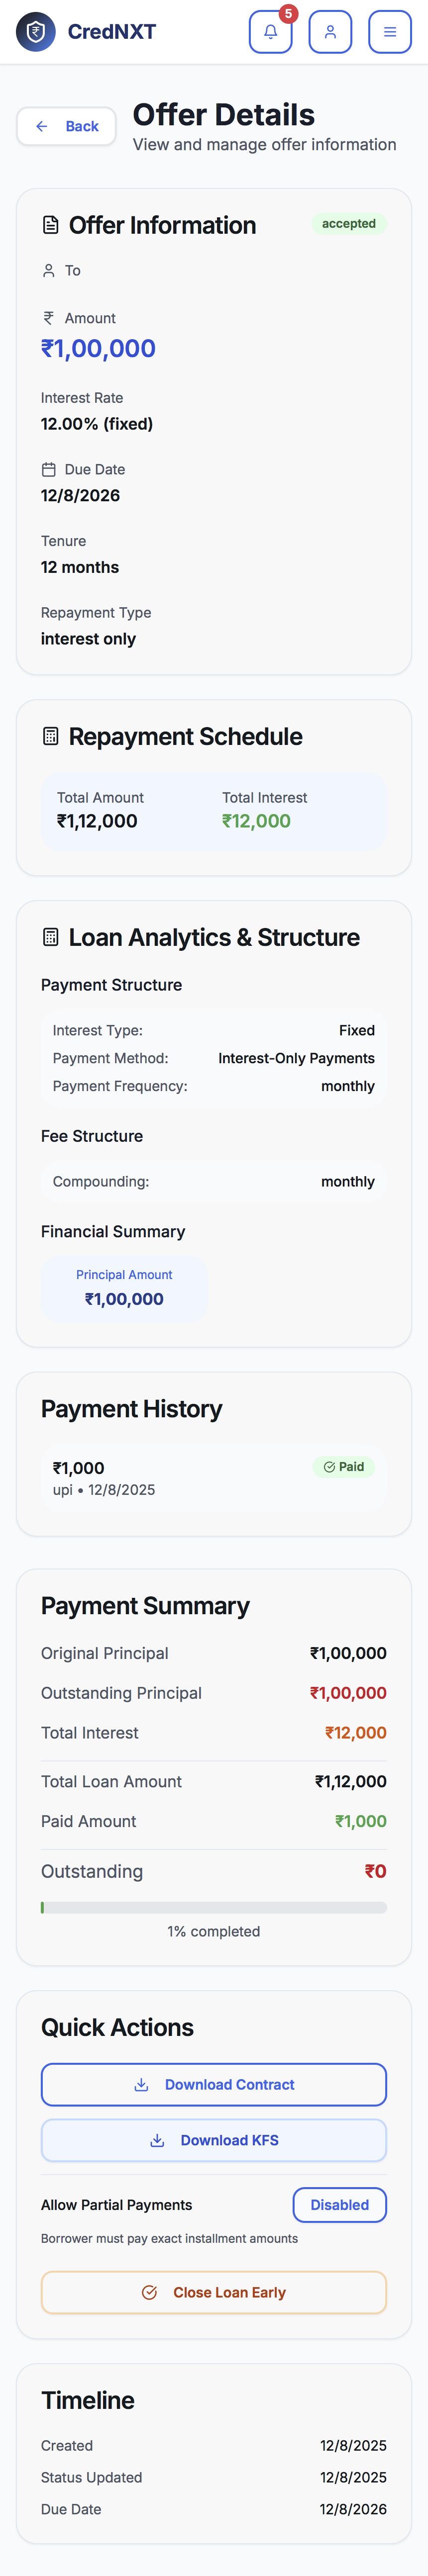 CredNXT
5
Back
Offer Details
View and manage offer information
Offer Information
accepted
To
₹ Amount
₹1,00,000
Interest Rate
12.00% (fixed)
Due Date
12/8/2026
Tenure
12 months
Repayment Type
interest only
Repayment Schedule
Total Amount
Total Interest
₹1,12,000
₹12,000
Loan Analytics & Structure
Payment Structure
Interest Type: Fixed
Payment Method: Interest-Only Payments
Payment Frequency: monthly
Fee Structure
Compounding: monthly
Financial Summary
Principal Amount
₹1,00,000
Payment History
₹1,000
Paid
upi • 12/8/2025
Payment Summary
Original Principal ₹1,00,000
Outstanding Principal ₹1,00,000
Total Interest ₹12,000
Total Loan Amount ₹1,12,000
Paid Amount ₹1,000
Outstanding ₹0
1% completed
Quick Actions
Download Contract
Download KFS
Allow Partial Payments Disabled
Borrower must pay exact installment amounts
Close Loan Early
Timeline
Created 12/8/2025
Status Updated 12/8/2025
Due Date 12/8/2026